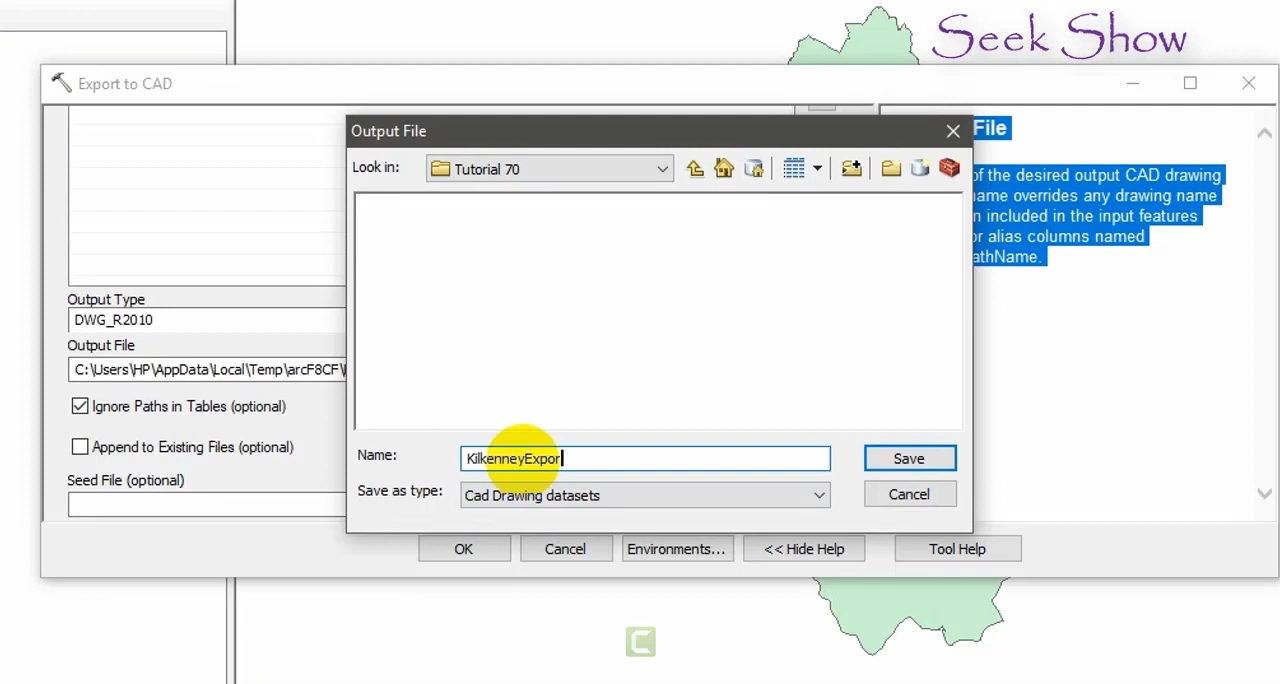 Seek Show
Export to CAD
Output File
File
Look in:
Tutorial 70
of the desired output CAD drawing
name overrides any drawing name
n included in the input features
or alias columns named
athName.
Output Type
DWG_R2010
Output File
C:\Users\HP\AppData\Local\Temp\arcF8CF\
Ignore Paths in Tables (optional)
Append to Existing Files (optional)
Seed File (optional)
Name:
KilkenneyExpor
Save
Save as type:
Cad Drawing datasets
Cancel
OK
Cancel
Environments...
<< Hide Help
Tool Help
C